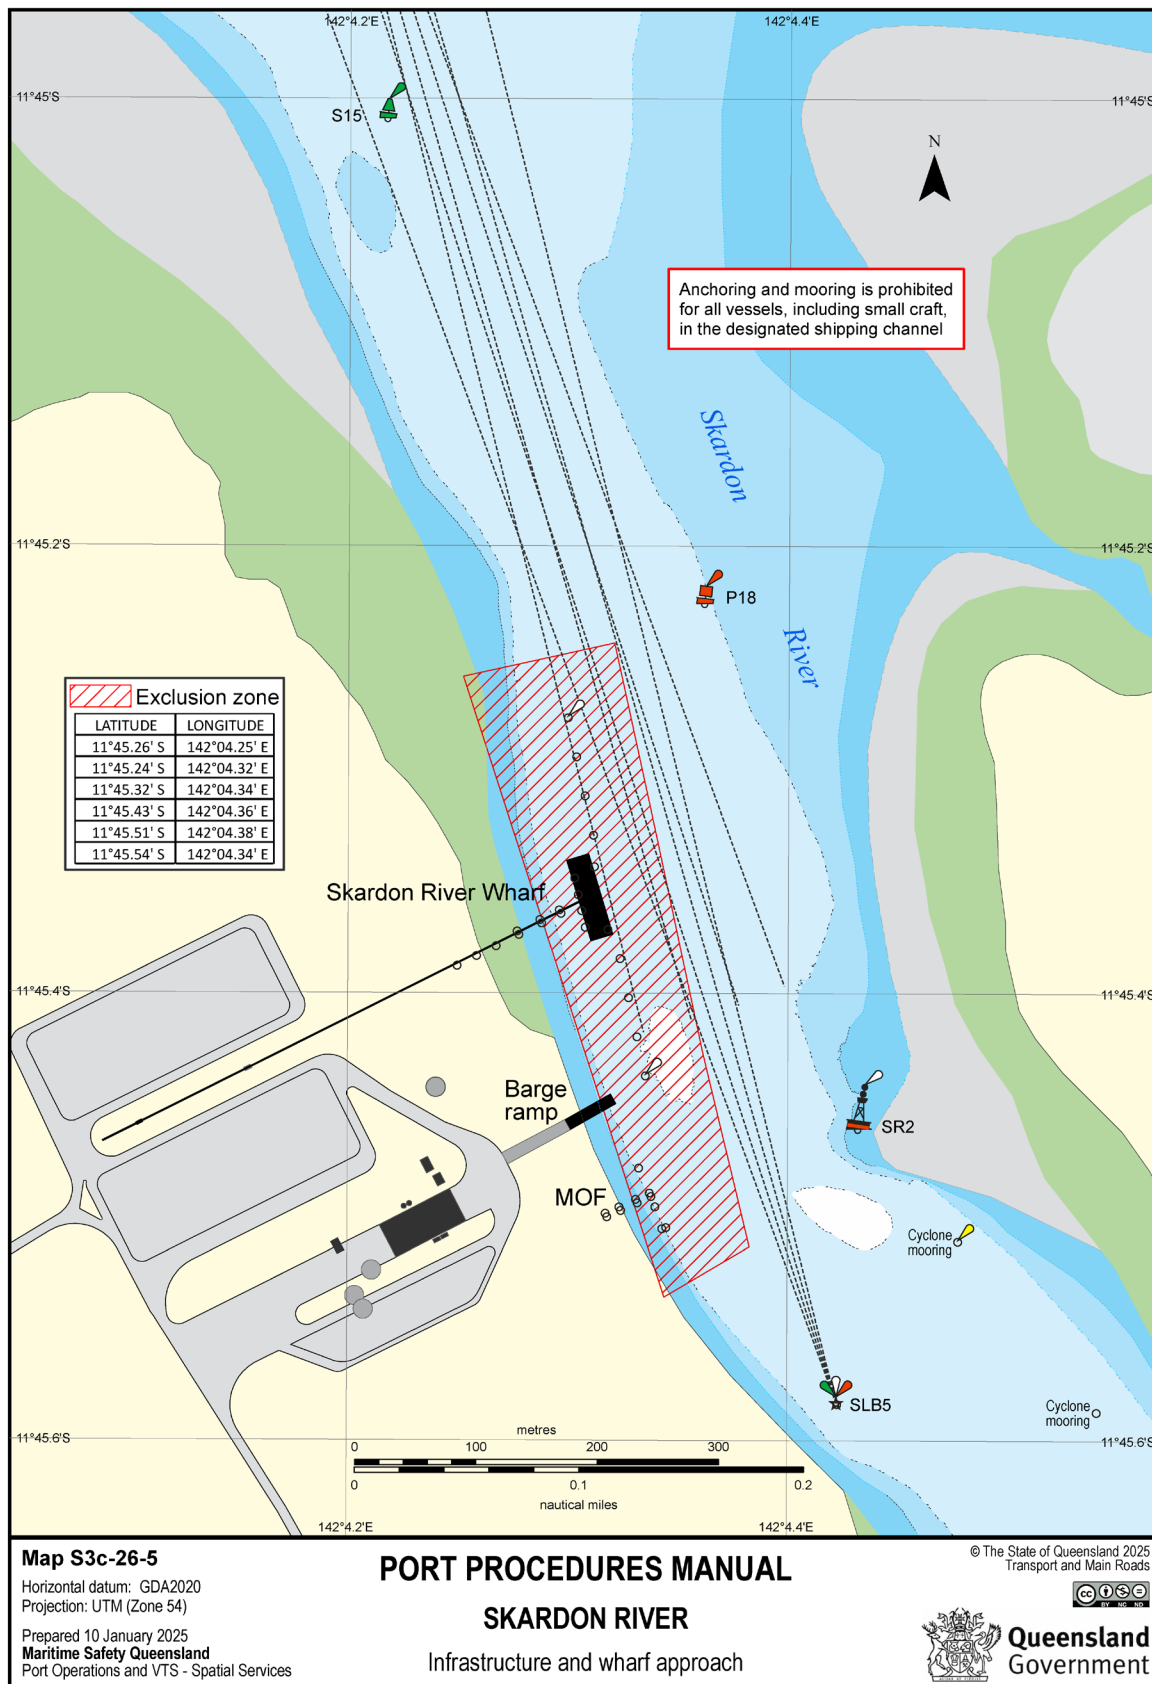 142°4.2'E
142°4.4'E
11°45'S
11°45'S
S15
N
Anchoring and mooring is prohibited
for all vessels, including small craft,
in the designated shipping channel
Skardon
11°45.2'S
11°45.2'S
P18
River
Exclusion zone
LATITUDE LONGITUDE
11°45.26' S 142°04.25' E
11°45.24' S 142°04.32' E
11°45.32' S 142°04.34' E
11°45.43' S 142°04.36' E
11°45.51' S 142°04.38' E
11°45.54' S 142°04.34' E
Skardon River Wharf
11°45.4'S
11°45.4'S
Barge
ramp
SR2
MOF
Cyclone
mooring
SLB5
Cyclone
mooring
metres
0 100 200 300
0 0.1 0.2
nautical miles
11°45.6'S
11°45.6'S
142°4.2'E
142°4.4'E
Map S3c-26-5
Horizontal datum: GDA2020
Projection: UTM (Zone 54)
Prepared 10 January 2025
Maritime Safety Queensland
Port Operations and VTS - Spatial Services
PORT PROCEDURES MANUAL
SKARDON RIVER
Infrastructure and wharf approach
© The State of Queensland 2025
Transport and Main Roads
cc
BY NC ND
Queensland
Government